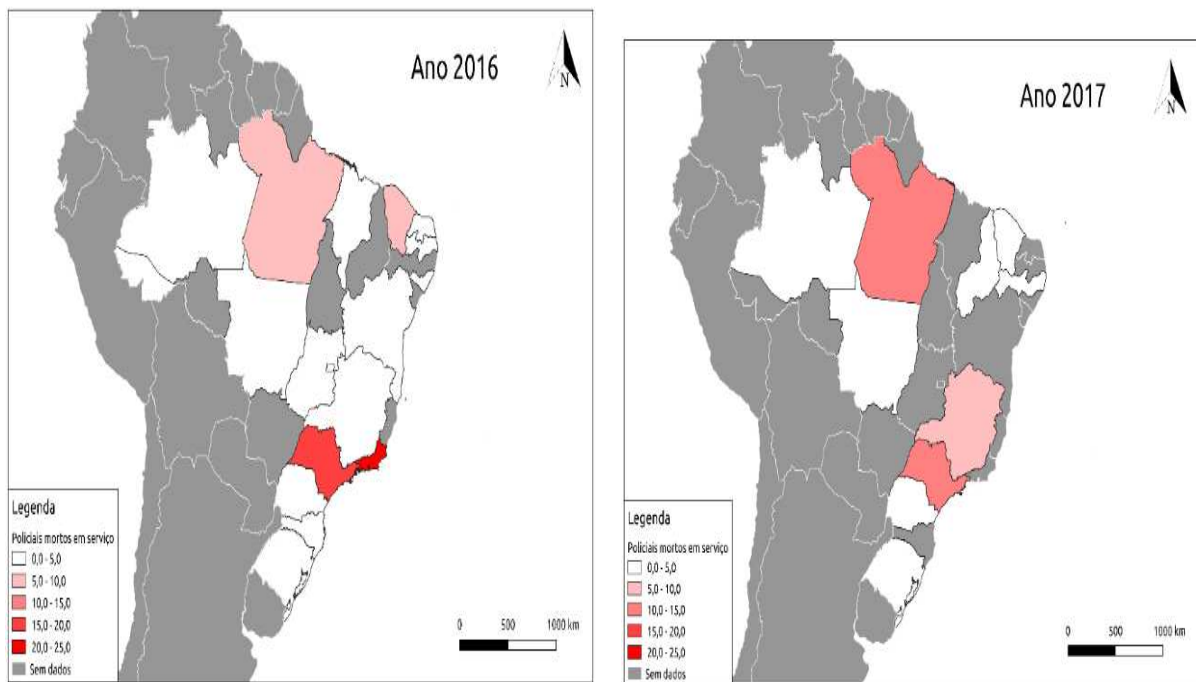 Ano 2016
N
Legenda
Policiais mortos em serviço
0,0 - 5,0
5,0 - 10,0
10,0 - 15,0
15,0 - 20,0
20,0 - 25,0
Sem dados
0 500 1000 km
Ano 2017
N
Legenda
Policiais mortos em serviço
0,0 - 5,0
5,0 - 10,0
10,0 - 15,0
15,0 - 20,0
20,0 - 25,0
Sem dados
0 500 1000 km